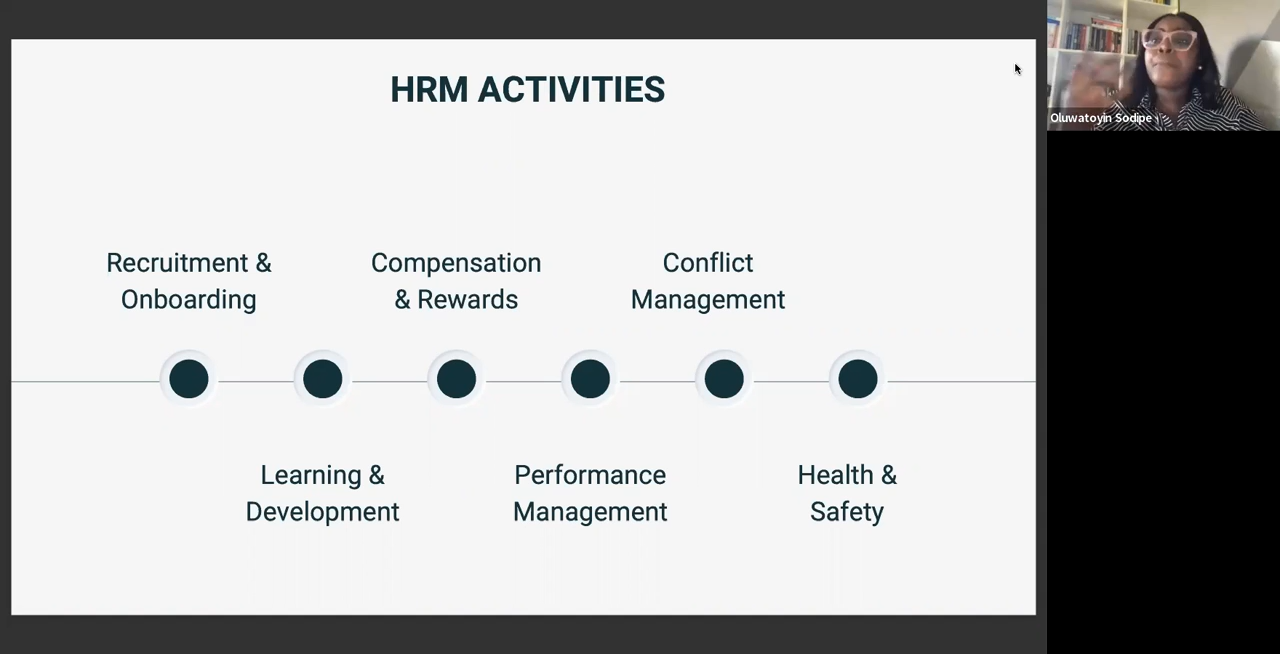 HRM ACTIVITIES
Recruitment &
Onboarding
Compensation
& Rewards
Conflict
Management
Learning &
Development
Performance
Management
Health &
Safety
Oluwatoyin Sodipe